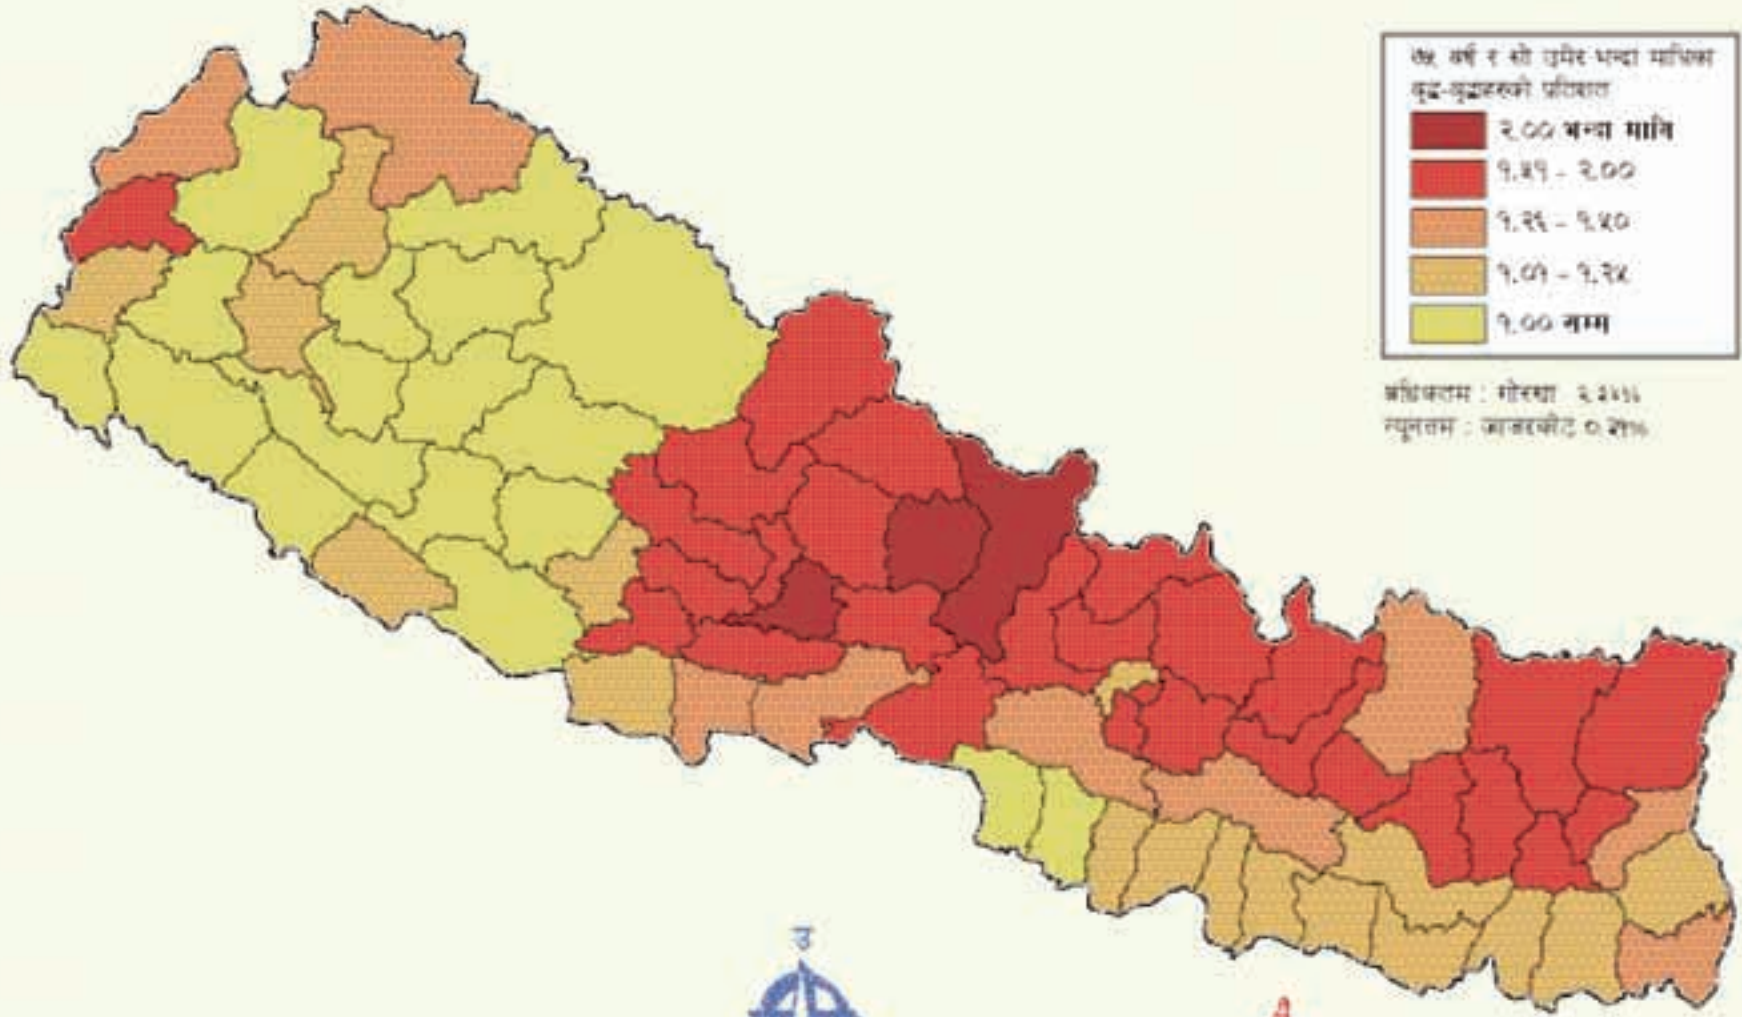 ७५ वर्ष र सो उमेर भन्दा माथिका
वृद्ध-वृद्धाहरूको प्रतिशत
२.०० भन्दा माथि
१.५१ - २.००
१.२६ - १.५०
१.०१ - १.२५
१.०० सम्म
अधिकतम : गोरखा
न्यूनतम : जाजरकोट
उ